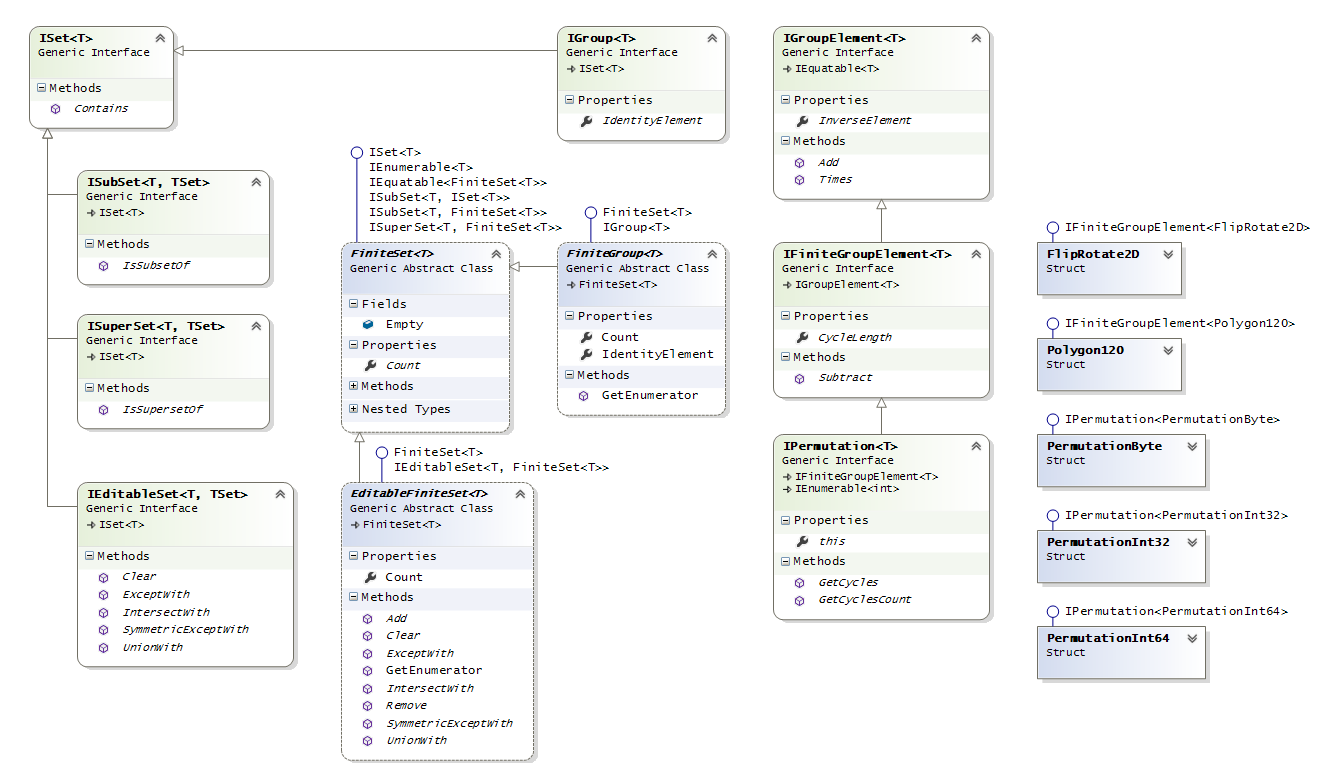 ISet<T>
Generic Interface
Methods
Contains
IGroup<T>
Generic Interface
ISet<T>
Properties
IdentityElement
IGroupElement<T>
Generic Interface
IEquatable<T>
Properties
InverseElement
Methods
Add
Times
ISubSet<T, TSet>
Generic Interface
ISet<T>
Methods
IsSubsetOf
ISuperSet<T, TSet>
Generic Interface
ISet<T>
Methods
IsSupersetOf
IEditableSet<T, TSet>
Generic Interface
ISet<T>
Methods
Clear
ExceptWith
IntersectWith
SymmetricExceptWith
UnionWith
ISet<T>
IEnumerable<T>
IEquatable<FiniteSet<T>>
ISubSet<T, ISet<T>>
ISubSet<T, FiniteSet<T>>
ISuperSet<T, FiniteSet<T>>
FiniteSet<T>
Generic Abstract Class
Fields
Empty
Properties
Count
Methods
Nested Types
FiniteSet<T>
IGroup<T>
FiniteGroup<T>
Generic Abstract Class
FiniteSet<T>
Properties
Count
IdentityElement
Methods
GetEnumerator
FiniteSet<T>
IEditableSet<T, FiniteSet<T>>
EditableFiniteSet<T>
Generic Abstract Class
FiniteSet<T>
Properties
Count
Methods
Add
Clear
ExceptWith
GetEnumerator
IntersectWith
Remove
SymmetricExceptWith
UnionWith
IFiniteGroupElement<T>
Generic Interface
IGroupElement<T>
Properties
CycleLength
Methods
Subtract
IPermutation<T>
Generic Interface
IFiniteGroupElement<T>
IEnumerable<int>
Properties
this
Methods
GetCycles
GetCyclesCount
IFiniteGroupElement<FlipRotate2D>
FlipRotate2D
Struct
IFiniteGroupElement<Polygon120>
Polygon120
Struct
IPermutation<PermutationByte>
PermutationByte
Struct
IPermutation<PermutationInt32>
PermutationInt32
Struct
IPermutation<PermutationInt64>
PermutationInt64
Struct